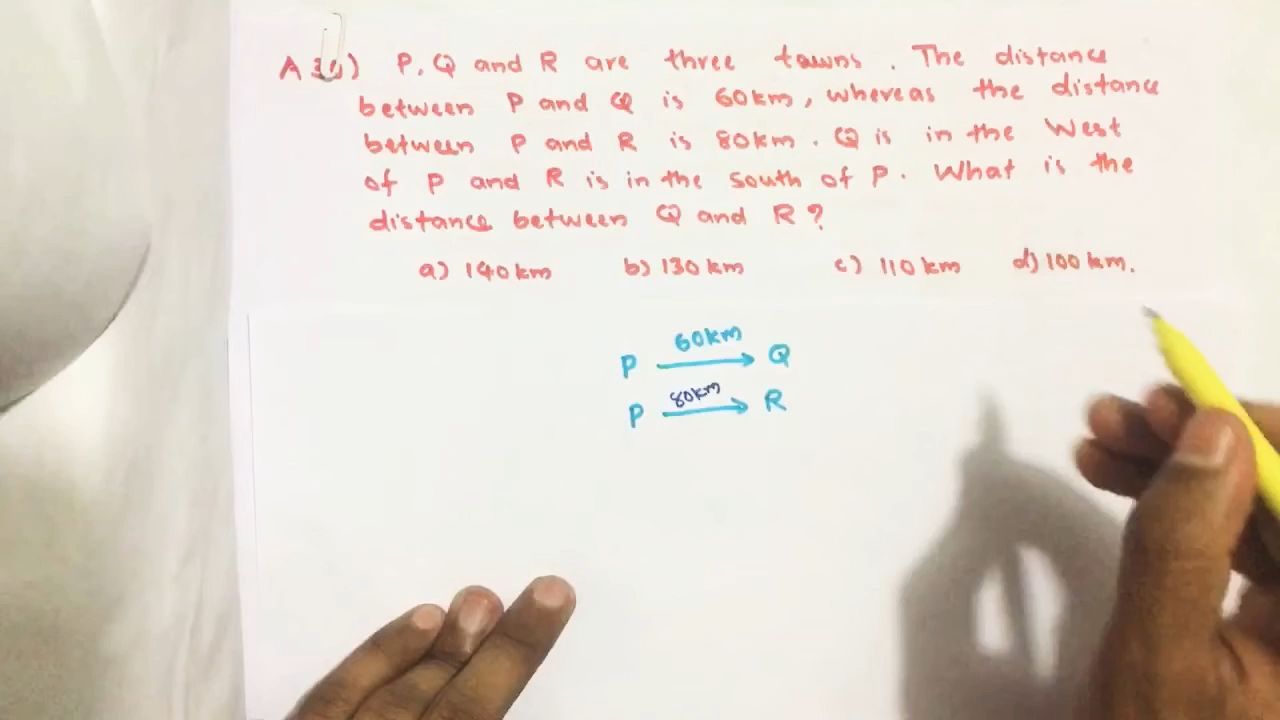 P, Q and R are three towns. The distance
between P and Q is 60km, whereas the distance
between P and R is 80km. Q is in the West
of P and R is in the south of P. What is the
distance between Q and R?
a) 140 km b) 130 km c) 110 km d) 100 km.
60km
P → Q
80km
P → R